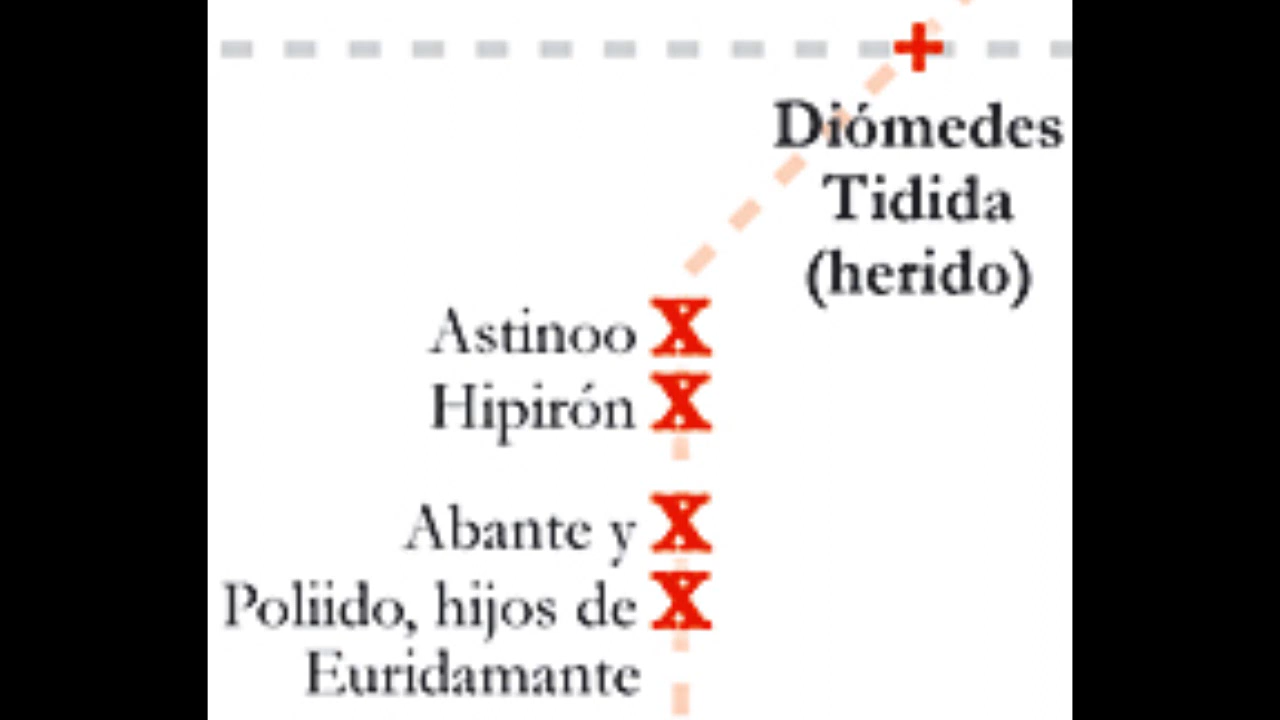 Diómedes
Tidida
(herido)
Astinoo
Hipirón
Abante y
Poliido, hijos de
Euridamante